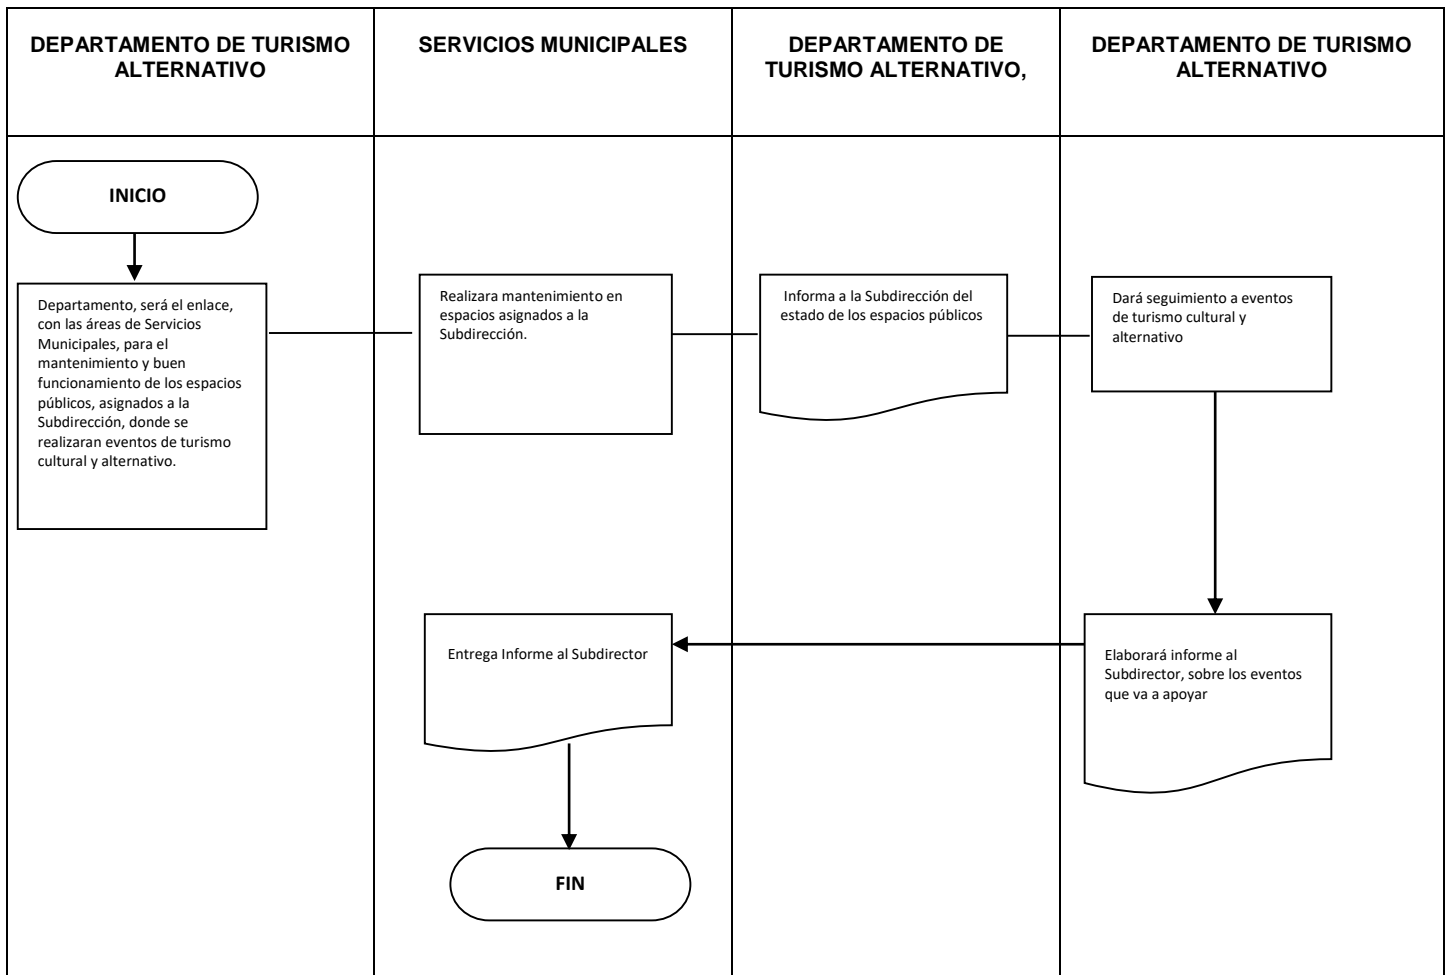 DEPARTAMENTO DE TURISMO
ALTERNATIVO
SERVICIOS MUNICIPALES
DEPARTAMENTO DE
TURISMO ALTERNATIVO,
DEPARTAMENTO DE TURISMO
ALTERNATIVO
INICIO
Departamento, será el enlace,
con las áreas de Servicios
Municipales, para el
mantenimiento y buen
funcionamiento de los espacios
públicos, asignados a la
Subdirección, donde se
realizaran eventos de turismo
cultural y alternativo.
Realizara mantenimiento en
espacios asignados a la
Subdirección.
Informa a la Subdirección del
estado de los espacios públicos
Dará seguimiento a eventos
de turismo cultural y
alternativo
Elaborará informe al
Subdirector, sobre los eventos
que va a apoyar
Entrega Informe al Subdirector
FIN